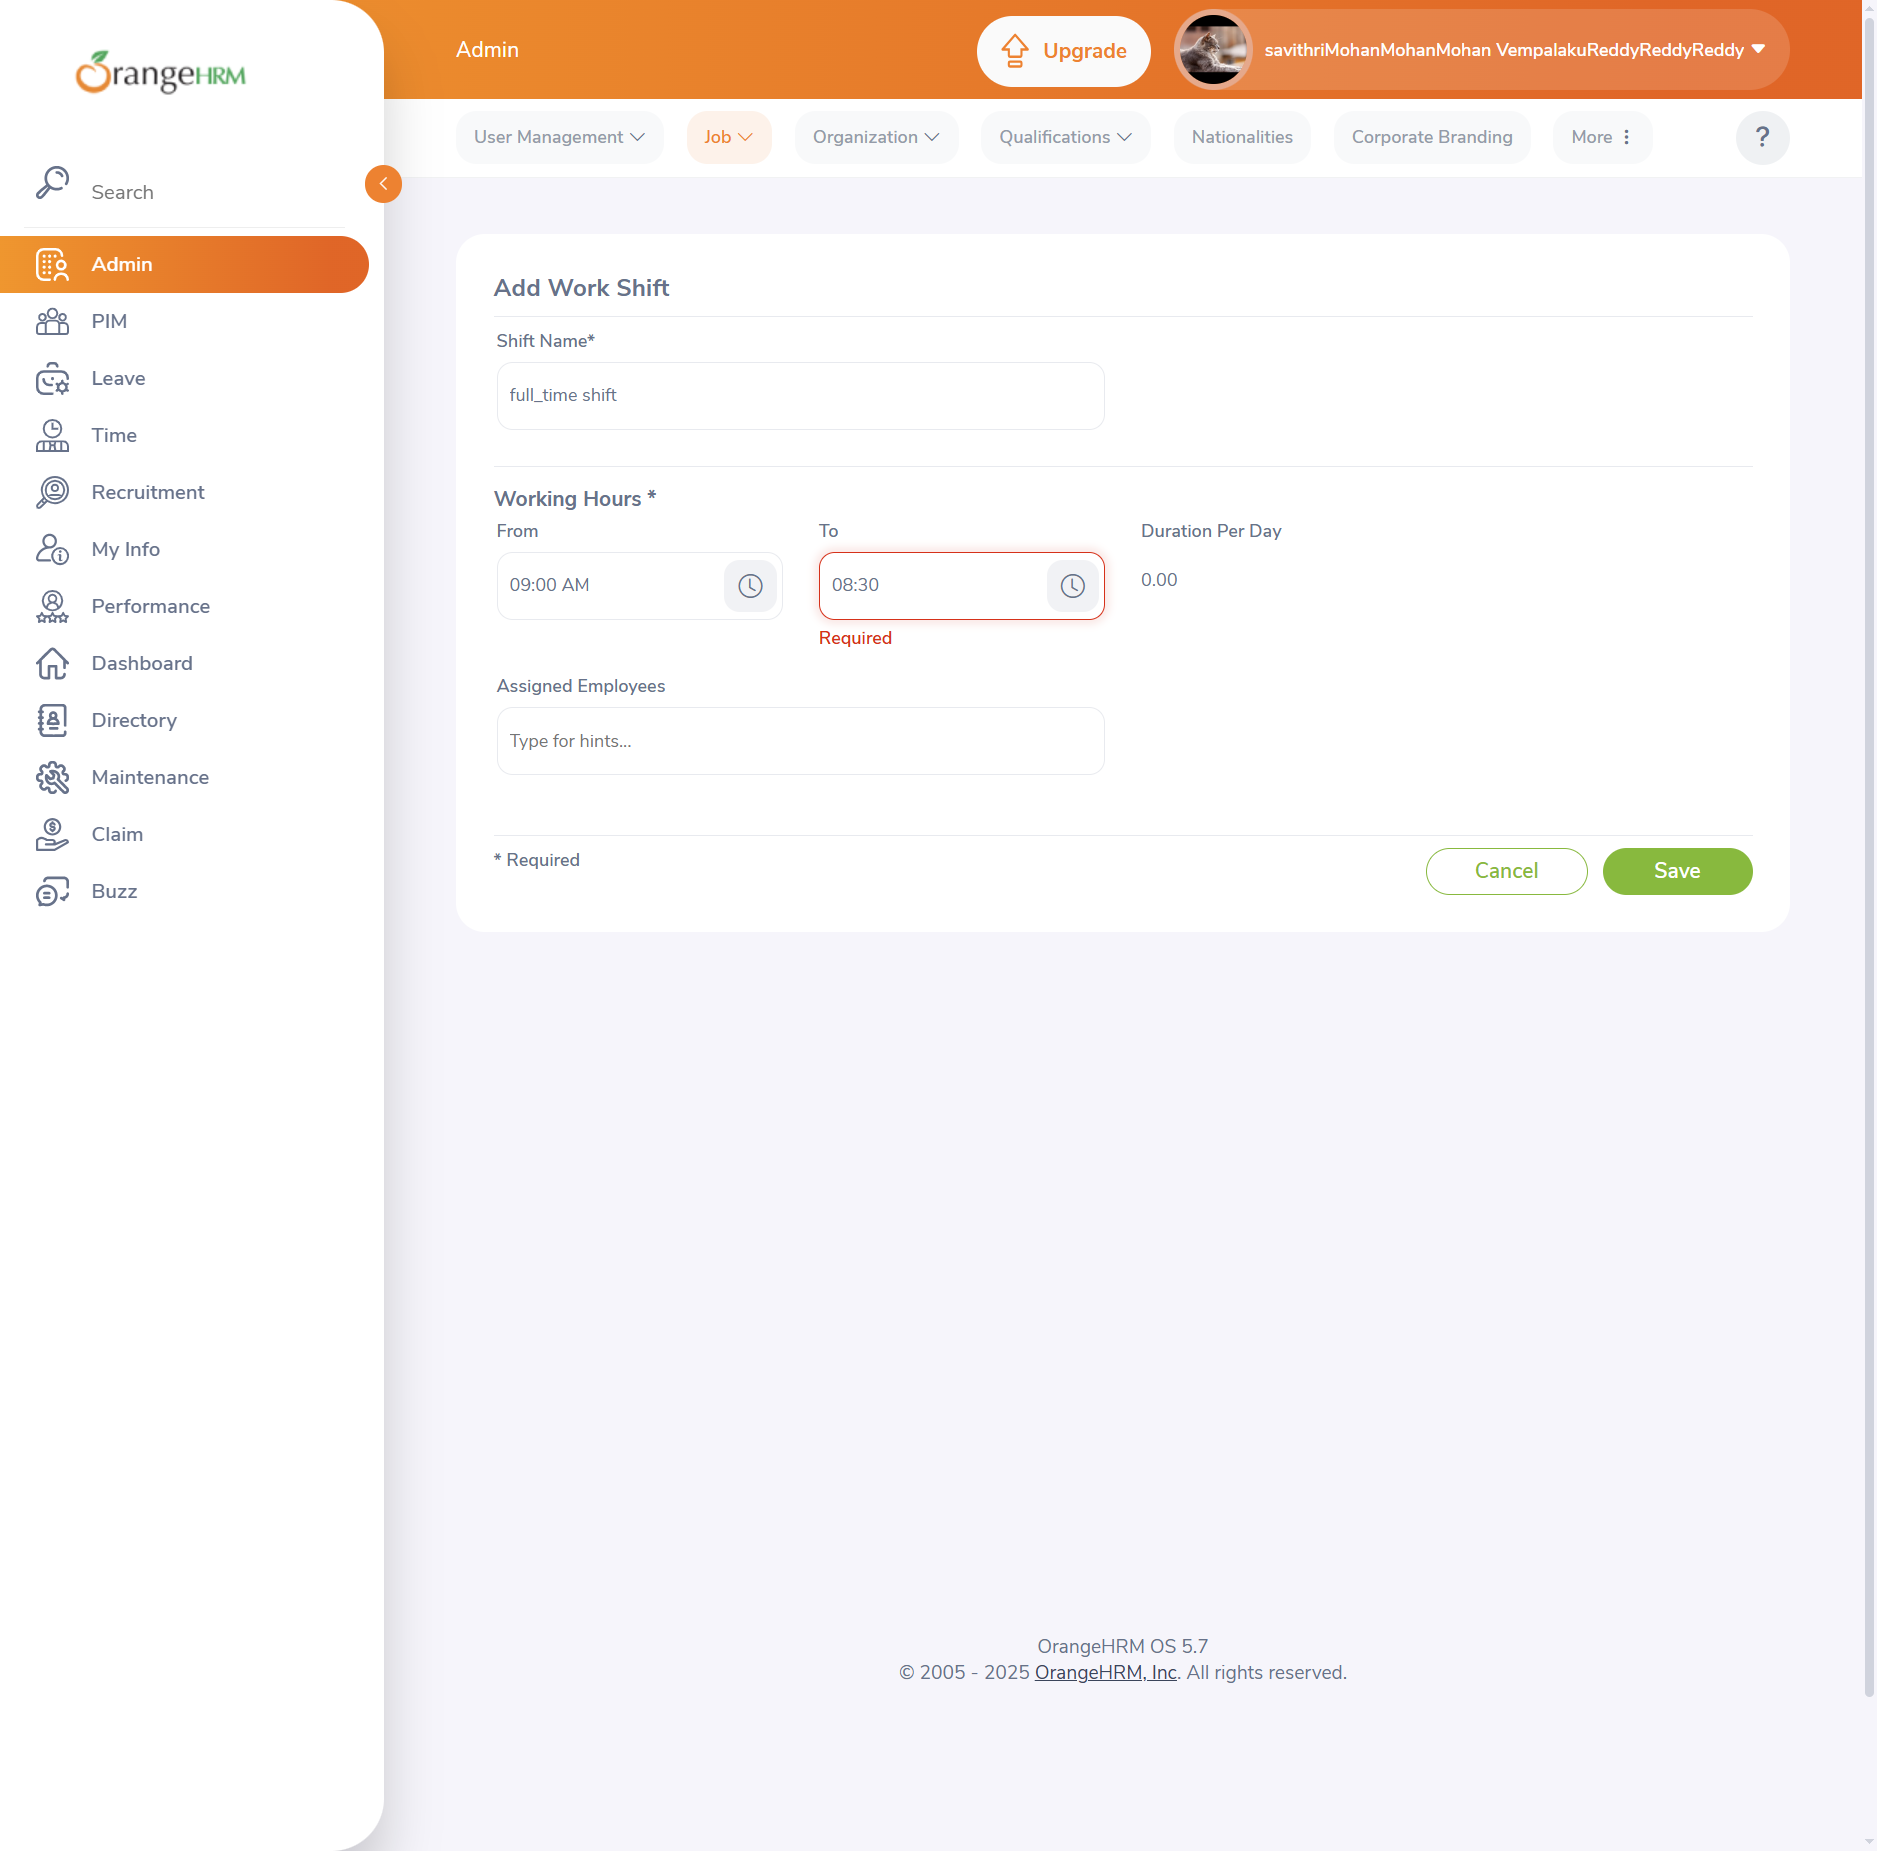 OrangeHRM
Admin
Upgrade
savithriMohanMohanMohan VempalakuReddyReddyReddy
User Management
Job
Organization
Qualifications
Nationalities
Corporate Branding
More
?
Search
Admin
PIM
Leave
Time
Recruitment
My Info
Performance
Dashboard
Directory
Maintenance
Claim
Buzz
Add Work Shift
Shift Name*
full_time shift
Working Hours *
From
To
Duration Per Day
09:00 AM
08:30
0.00
Required
Assigned Employees
Type for hints...
* Required
Cancel
Save
OrangeHRM OS 5.7
© 2005 - 2025 OrangeHRM, Inc. All rights reserved.